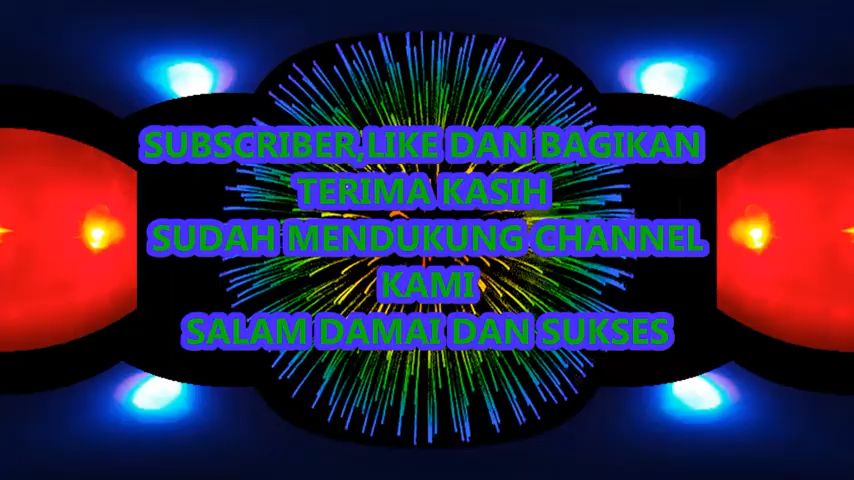 SUBSCRIBER,LIKE DAN BAGIKAN
TERIMA KASIH
SUDAH MENDUKUNG CHANNEL
KAMI
SALAM DAMAI DAN SUKSES